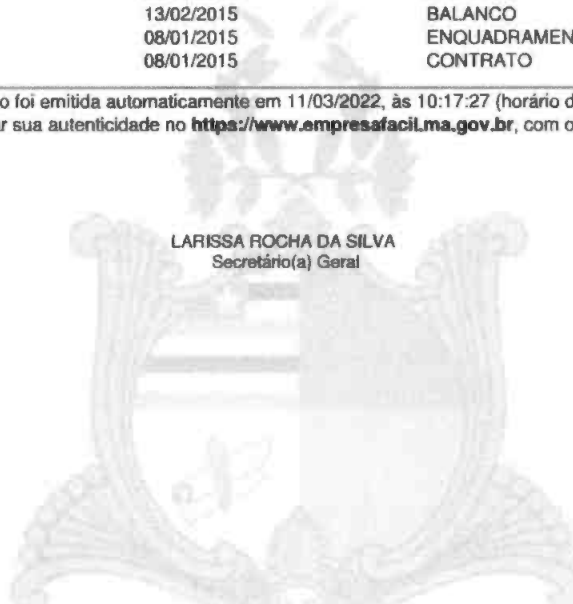 13/02/2015 BALANCO
08/01/2015 ENQUADRAMEN
08/01/2015 CONTRATO
o foi emitida automaticamente em 11/03/2022, às 10:17:27 (horário d
r sua autenticidade no https://www.empresafacil.ma.gov.br, com o
LARISSA ROCHA DA SILVA
Secretário(a) Geral